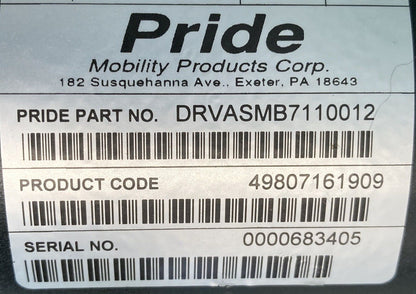 Pride
Mobility Products Corp.
182 Susquehanna Ave., Exeter, PA 18643
PRIDE PART NO. DRVASMB7110012
PRODUCT CODE 49807161909
SERIAL NO. 0000683405